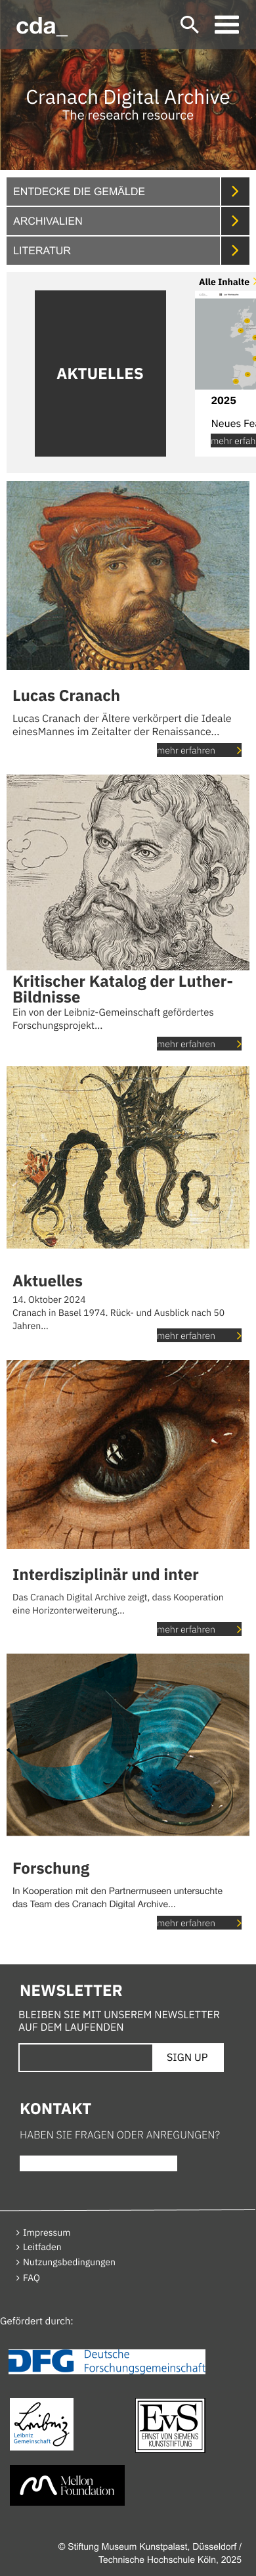 cda_
Cranach Digital Archive
The research resource
ENTDECKE DIE GEMÄLDE
ARCHIVALIEN
LITERATUR
Alle Inhalte
AKTUELLES
2025
Neues Fea
mehr erfah
Lucas Cranach
Lucas Cranach der Ältere verkörpert die Ideale
einesMannes im Zeitalter der Renaissance...
mehr erfahren
Kritischer Katalog der Luther-
Bildnisse
Ein von der Leibniz-Gemeinschaft gefördertes
Forschungsprojekt...
mehr erfahren
Aktuelles
14. Oktober 2024
Cranach in Basel 1974. Rück- und Ausblick nach 50
Jahren...
mehr erfahren
Interdisziplinär und inter
Das Cranach Digital Archive zeigt, dass Kooperation
eine Horizonterweiterung...
mehr erfahren
Forschung
In Kooperation mit den Partnermuseen untersuchte
das Team des Cranach Digital Archive...
mehr erfahren
NEWSLETTER
BLEIBEN SIE MIT UNSEREM NEWSLETTER
AUF DEM LAUFENDEN
SIGN UP
KONTAKT
HABEN SIE FRAGEN ODER ANREGUNGEN?
Impressum
Leitfaden
Nutzungsbedingungen
FAQ
Gefördert durch:
DFG Deutsche
Forschungsgemeinschaft
Leibniz
Leibniz
Gemeinschaft
EvS
ERNST VON SIEMENS
KUNSTSTIFTUNG
Mellon
Foundation
© Stiftung Museum Kunstpalast, Düsseldorf /
Technische Hochschule Köln, 2025